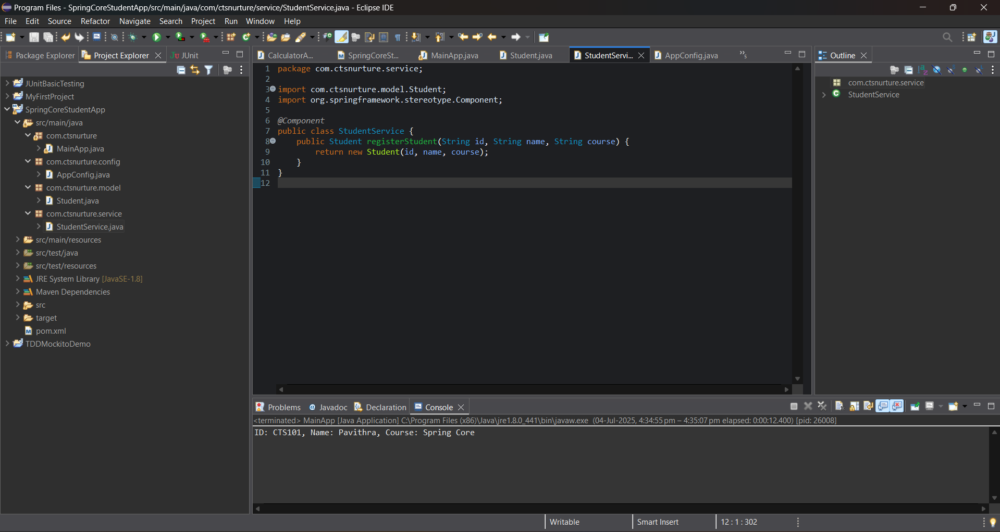 Program Files - SpringCoreStudentApp/src/main/java/com/ctsnurture/service/StudentService.java - Eclipse IDE
File Edit Source Refactor Navigate Search Project Run Window Help
Package Explorer Project Explorer JUnit
JUnitBasicTesting
MyFirstProject
SpringCoreStudentApp
src/main/java
com.ctsnurture
MainApp.java
com.ctsnurture.config
AppConfig.java
com.ctsnurture.model
Student.java
com.ctsnurture.service
StudentService.java
src/main/resources
src/test/java
src/test/resources
JRE System Library [JavaSE-1.8]
Maven Dependencies
src
target
pom.xml
TDDMockitoDemo
CalculatorA... SpringCoreSt... MainApp.java Student.java StudentServi... AppConfig.java »5
1 package com.ctsnurture.service;
2
3 import com.ctsnurture.model.Student;
4 import org.springframework.stereotype.Component;
5
6 @Component
7 public class StudentService {
8 public Student registerStudent(String id, String name, String course) {
9 return new Student(id, name, course);
10 }
11 }
12
Outline
com.ctsnurture.service
StudentService
Problems Javadoc Declaration Console
<terminated> MainApp [Java Application] C:\Program Files (x86)\Java\jre1.8.0_441\bin\javaw.exe (04-Jul-2025, 4:34:55 pm – 4:35:07 pm elapsed: 0:00:12.400) [pid: 26008]
ID: CTS101, Name: Pavithra, Course: Spring Core
Writable Smart Insert 12 : 1 : 302